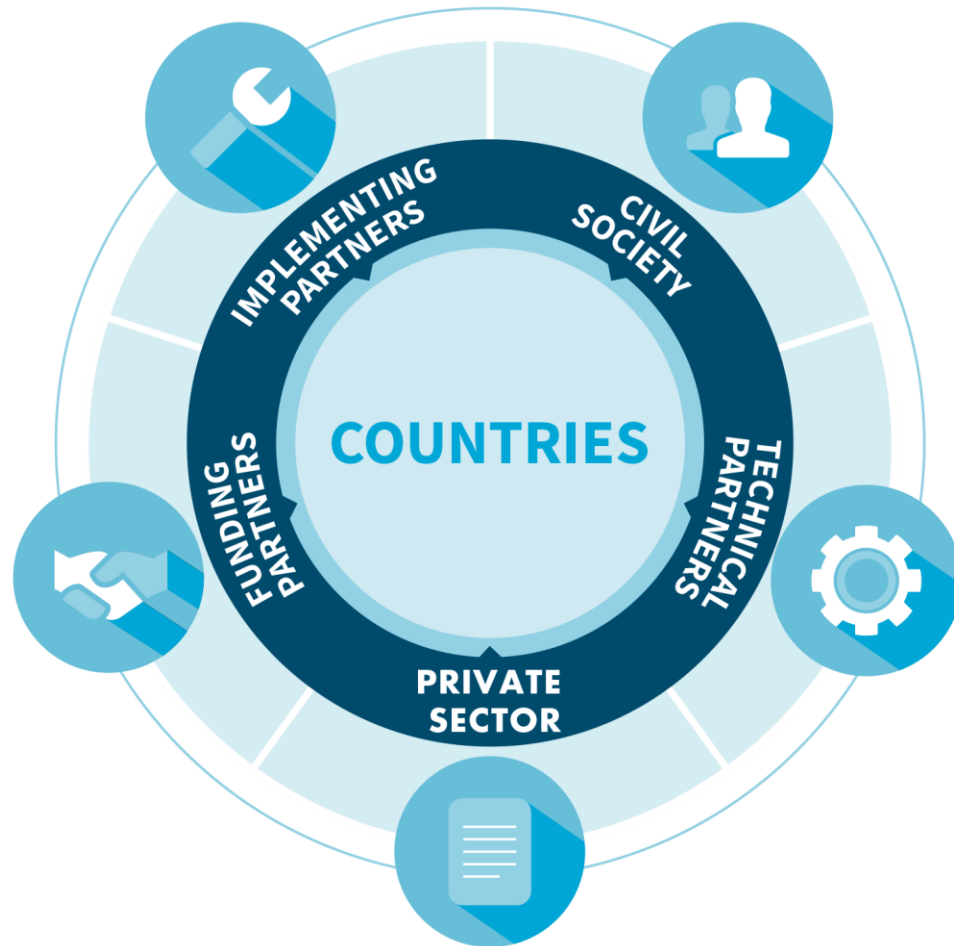 IMPLEMENTING
PARTNERS
CIVIL
SOCIETY
COUNTRIES
FUNDING
PARTNERS
TECHNICAL
PARTNERS
PRIVATE
SECTOR